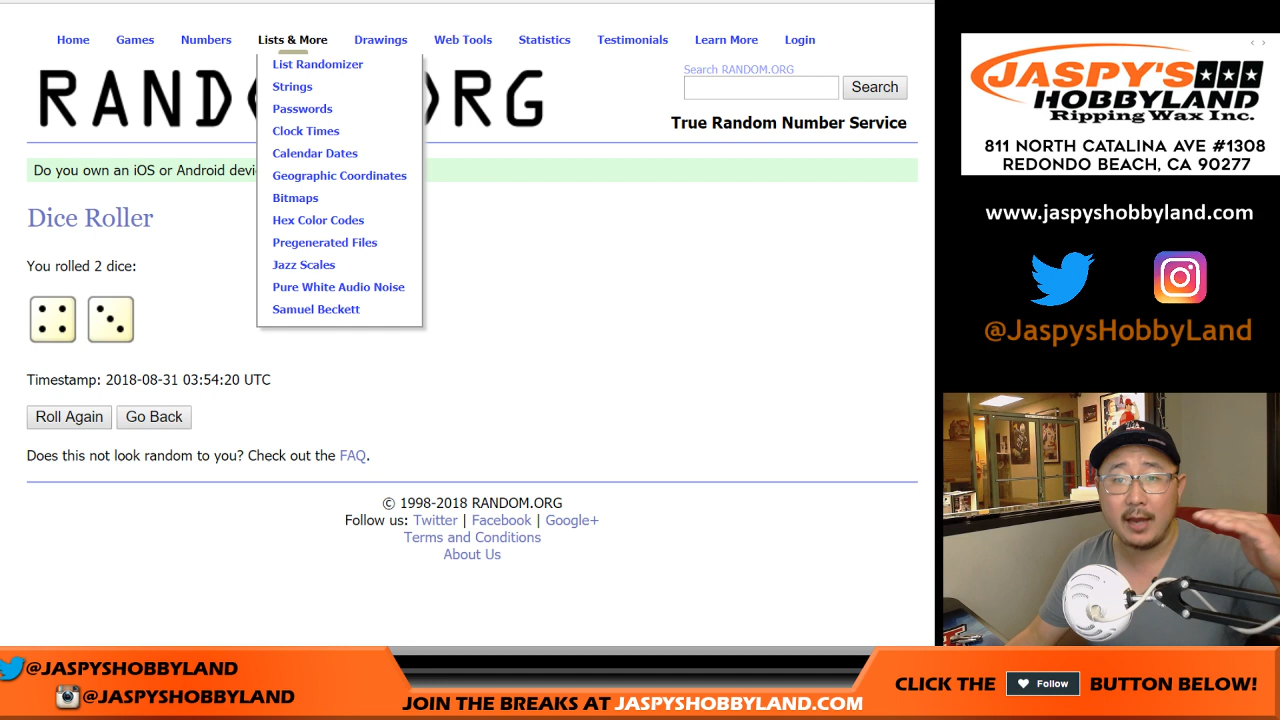 Home Games Numbers Lists & More Drawings Web Tools Statistics Testimonials Learn More Login
List Randomizer
Strings
Passwords
Clock Times
Calendar Dates
Geographic Coordinates
Bitmaps
Hex Color Codes
Pregenerated Files
Jazz Scales
Pure White Audio Noise
Samuel Beckett
RAND RG
Search RANDOM.ORG
Search
True Random Number Service
Do you own an iOS or Android
Dice Roller
You rolled 2 dice:
Timestamp: 2018-08-31 03:54:20 UTC
Roll Again Go Back
Does this not look random to you? Check out the FAQ.
© 1998-2018 RANDOM.ORG
Follow us: Twitter | Facebook | Google+
Terms and Conditions
About Us
JASPY'S
HOBBYLAND
Ripping Wax Inc.
811 NORTH CATALINA AVE #1308
REDONDO BEACH, CA 90277
www.jaspyshobbyland.com
@JaspysHobbyLand
@JASPYSHOBBYLAND
@JASPYSHOBBYLAND
JOIN THE BREAKS AT JASPYSHOBBYLAND.COM
CLICK THE Follow BUTTON BELOW!